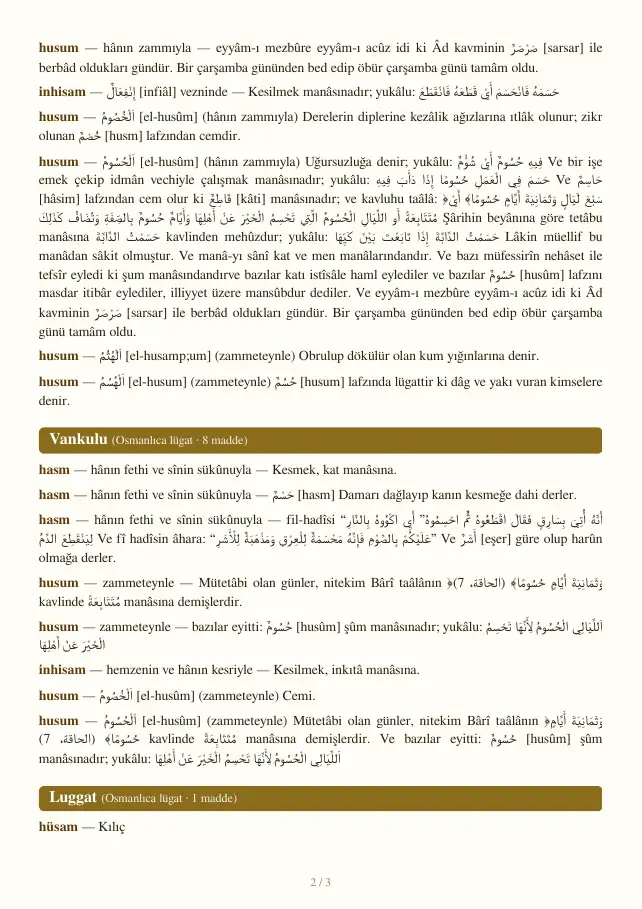 husum — hânın zammıyla — eyyâm-ı mezbûre eyyâm-ı acûz idi ki Âd kavminin صَرْصَرٌ [sarsar] ile
berbâd oldukları gündür. Bir çarşamba gününden bed edip öbür çarşamba günü tamâm oldu.
inhisam — إِنْفِعَالٌ [infiâl] vezninde — Kesilmek manâsınadır; yukâlu: حَسَمَهُ فَانْحَسَمَ أَيْ قَطَعَهُ فَانْقَطَعَ
husum — اَلْحُصُومُ [el-husûm] (hânın zammıyla) Derelerin diplerine kezâlik ağızlarına ıtlâk olunur; zikr
olunan حُصْمٌ [husm] lafzından cemdir.
husum — اَلْحُسُومُ [el-husûm] (hânın zammıyla) Uğursuzluğa denir; yukâlu: فِيهِ حُسُومٌ أَيْ شُؤْمٌ Ve bir işe
emek çekip idmân vechiyle çalışmak manâsınadır; yukâlu: حَسَمَ فِي الْعَمَلِ حُسُومًا إِذَا دَأَبَ فِيهِ Ve حَاسِمٌ
[hâsim] lafzından cem olur ki قَاطِعٌ [kâti] manâsınadır; ve kavluhu taâlâ: ﴿سَبْعَ لَيَالٍ وَثَمَانِيَةَ أَيَّامٍ حُسُومًا﴾ أَيْ
مُتَتَابِعَةً أَوِ اللَّيَالِ الْحُسُومُ الَّتِي تَحْسِمُ الْخَيْرَ عَنْ أَهْلِهَا وَأَيَّامٌ حُسُومٌ بِالصِّفَةِ وَتُضَافُ كَذَلِكَ Şârihin beyânına göre tetâbu
manâsına حَسَمْتُ الدَّابَّةَ kavlinden mehûzdur; yukâlu: حَسَمْتُ الدَّابَّةَ إِذَا تَابَعْتَ بَيْنَ كَيِّهَا Lâkin müellif bu
manâdan sâkit olmuştur. Ve manâ-yı sânî kat ve men manâlarındandır. Ve bazı müfessirîn nehâset ile
tefsîr eyledi ki şum manâsındandırve bazılar katı istîsâle haml eylediler ve bazılar حُسُومٌ [husûm] lafzını
masdar itibâr eylediler, illiyyet üzere mansûbdur dediler. Ve eyyâm-ı mezbûre eyyâm-ı acûz idi ki Âd
kavminin صَرْصَرٌ [sarsar] ile berbâd oldukları gündür. Bir çarşamba gününden bed edip öbür çarşamba
günü tamâm oldu.
husum — اَلْهُثُمُ [el-husamp;um] (zammeteynle) Obrulup dökülür olan kum yığınlarına denir.
husum — اَلْهُسُمُ [el-husum] (zammeteynle) حُسُمٌ [husum] lafzında lügattir ki dâg ve yakı vuran kimselere
denir.
Vankulu (Osmanlıca lügat · 8 madde)
hasm — hânın fethi ve sînin sükûnuyla — Kesmek, kat manâsına.
hasm — hânın fethi ve sînin sükûnuyla — حَسْمٌ [hasm] Damarı dağlayıp kanın kesmeğe dahi derler.
hasm — hânın fethi ve sînin sükûnuyla — fil-hadîsi “أَنَّهُ أُتِيَ بِسَارِقٍ فَقَالَ اقْطَعُوهُ ثُمَّ احْسِمُوهُ” أَيِ اكْوُوهُ بِالنَّارِ
لِيَنْقَطِعَ الدَّمُ Ve fî hadîsin âhara: “عَلَيْكُمْ بِالصَّوْمِ فَإِنَّهُ مَحْسَمَةٌ لِلْعِرْقِ وَمَذْهَبَةٌ لِلْأَشَرِ” Ve أَشَرٌ [eşer] güre olup harûn
olmağa derler.
husum — zammeteynle — Mütetâbi olan günler, nitekim Bârî taâlânın ﴿وَثَمَانِيَةَ أَيَّامٍ حُسُومًا﴾ (الحاقة، 7)
kavlinde مُتَتَابِعَةً manâsına demişlerdir.
husum — zammeteynle — bazılar eyitti: حُسُومٌ [husûm] şûm manâsınadır; yukâlu: اَللَّيَالِي الْحُسُومُ لِأَنَّهَا تَحْسِمُ
الْخَيْرَ عَنْ أَهْلِهَا
inhisam — hemzenin ve hânın kesriyle — Kesilmek, inkıtâ manâsına.
husum — اَلْخُصُومُ [el-husûm] (zammeteynle) Cemi.
husum — اَلْحُسُومُ [el-husûm] (zammeteynle) Mütetâbi olan günler, nitekim Bârî taâlânın ﴿وَثَمَانِيَةَ أَيَّامٍ
حُسُومًا﴾ (الحاقة، 7) kavlinde مُتَتَابِعَةً manâsına demişlerdir. Ve bazılar eyitti: حُسُومٌ [husûm] şûm
manâsınadır; yukâlu: اَللَّيَالِي الْحُسُومُ لِأَنَّهَا تَحْسِمُ الْخَيْرَ عَنْ أَهْلِهَا
Luggat (Osmanlıca lügat · 1 madde)
hüsam — Kılıç
2 / 3